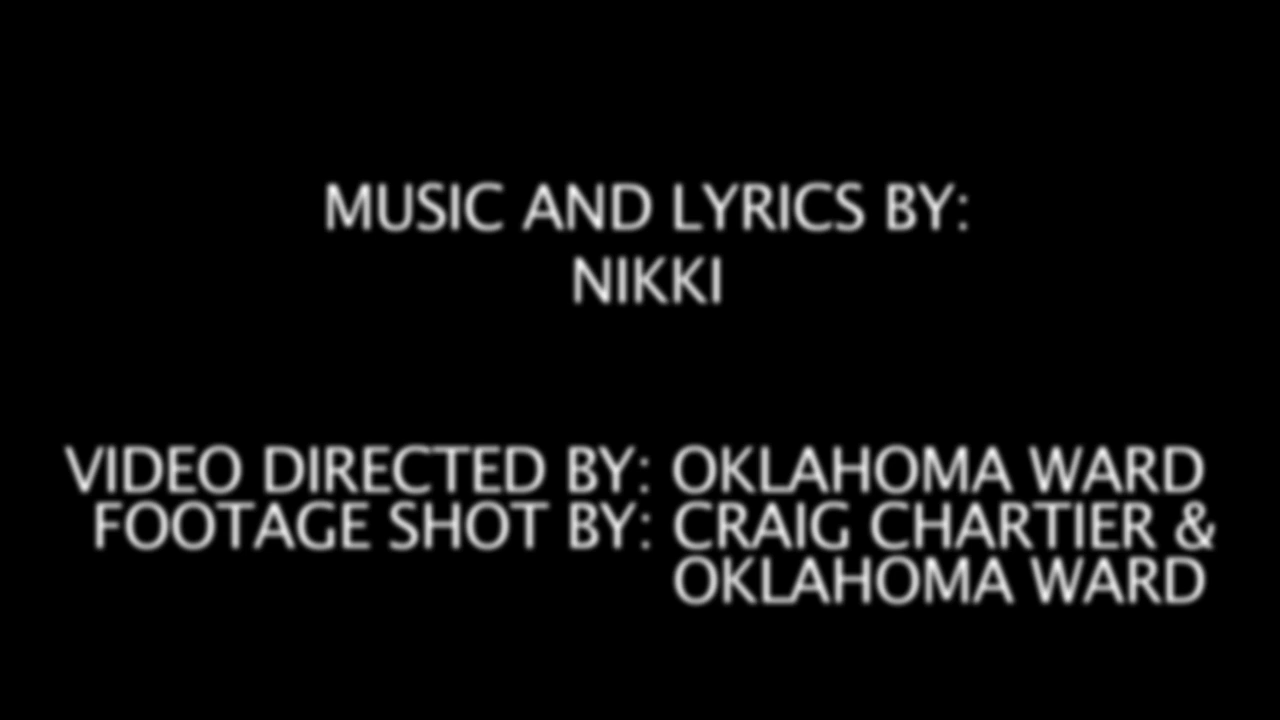 MUSIC AND LYRICS BY:
NIKKI
VIDEO DIRECTED BY: OKLAHOMA WARD
FOOTAGE SHOT BY: CRAIG CHARTIER &
OKLAHOMA WARD